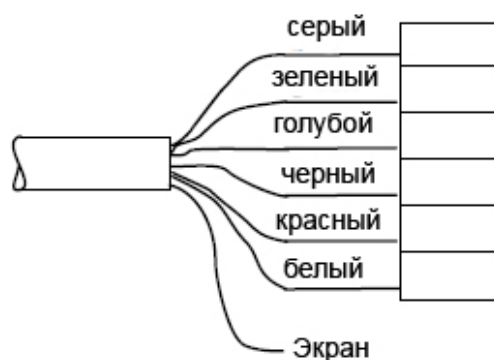 серый
зеленый
голубой
черный
красный
белый
Экран